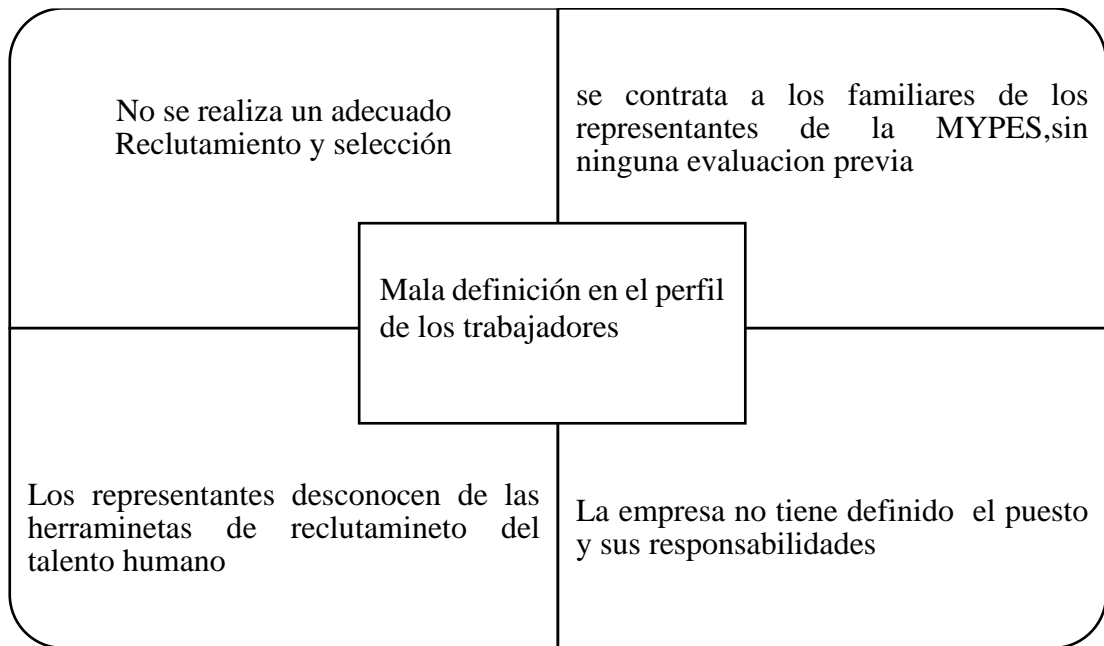 No se realiza un adecuado
Reclutamiento y selección
se contrata a los familiares de los
representantes de la MYPES,sin
ninguna evaluacion previa
Mala definición en el perfil
de los trabajadores
Los representantes desconocen de las
herraminetas de reclutamineto del
talento humano
La empresa no tiene definido el puesto
y sus responsabilidades